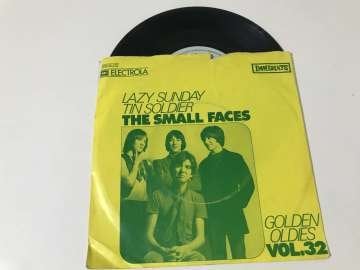 ELECTROLA
IMMEDIATE
LAZY SUNDAY
TIN SOLDIER
THE SMALL FACES
GOLDEN
OLDIES
VOL.32